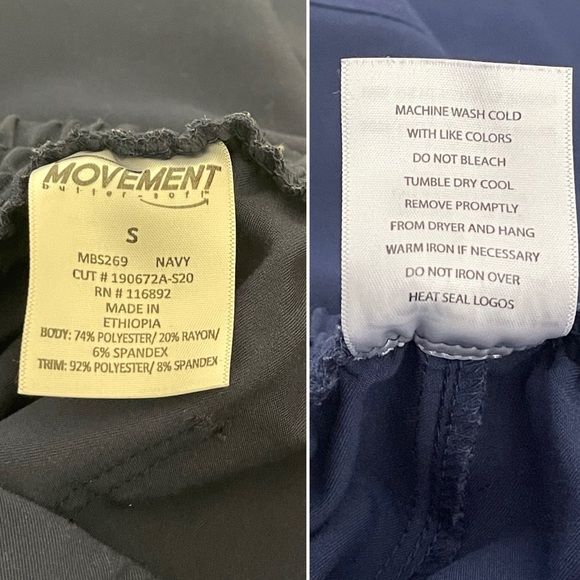 MOVEMENT
butter-soft™
S
MBS269 NAVY
CUT # 190672A-S20
RN # 116892
MADE IN
ETHIOPIA
BODY: 74% POLYESTER/ 20% RAYON/
6% SPANDEX
TRIM: 92% POLYESTER/ 8% SPANDEX
MACHINE WASH COLD
WITH LIKE COLORS
DO NOT BLEACH
TUMBLE DRY COOL
REMOVE PROMPTLY
FROM DRYER AND HANG
WARM IRON IF NECESSARY
DO NOT IRON OVER
HEAT SEAL LOGOS